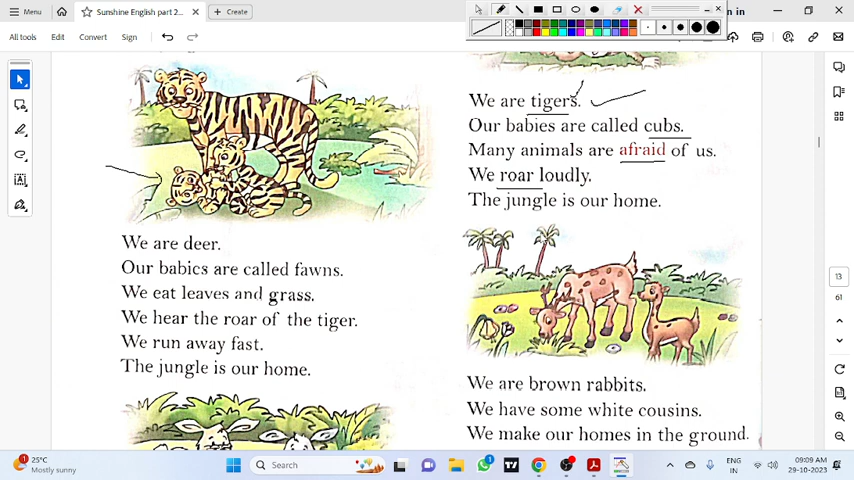 Menu
Sunshine English part 2...
Create
in in
All tools
Edit
Convert
Sign
We are tigers.
Our babies are called cubs.
Many animals are afraid of us.
We roar loudly.
The jungle is our home.
We are deer.
Our babies are called fawns.
We eat leaves and grass.
We hear the roar of the tiger.
We run away fast.
The jungle is our home.
We are brown rabbits.
We have some white cousins.
We make our homes in the ground.
13
61
25°C
Mostly sunny
Search
ENG
IN
09:09 AM
29-10-2023